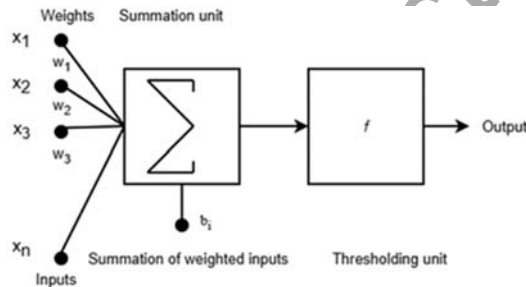 Weights Summation unit
x1
w1
x2
w2
x3
w3
Σ
f
Output
bi
xn
Summation of weighted inputs Thresholding unit
Inputs